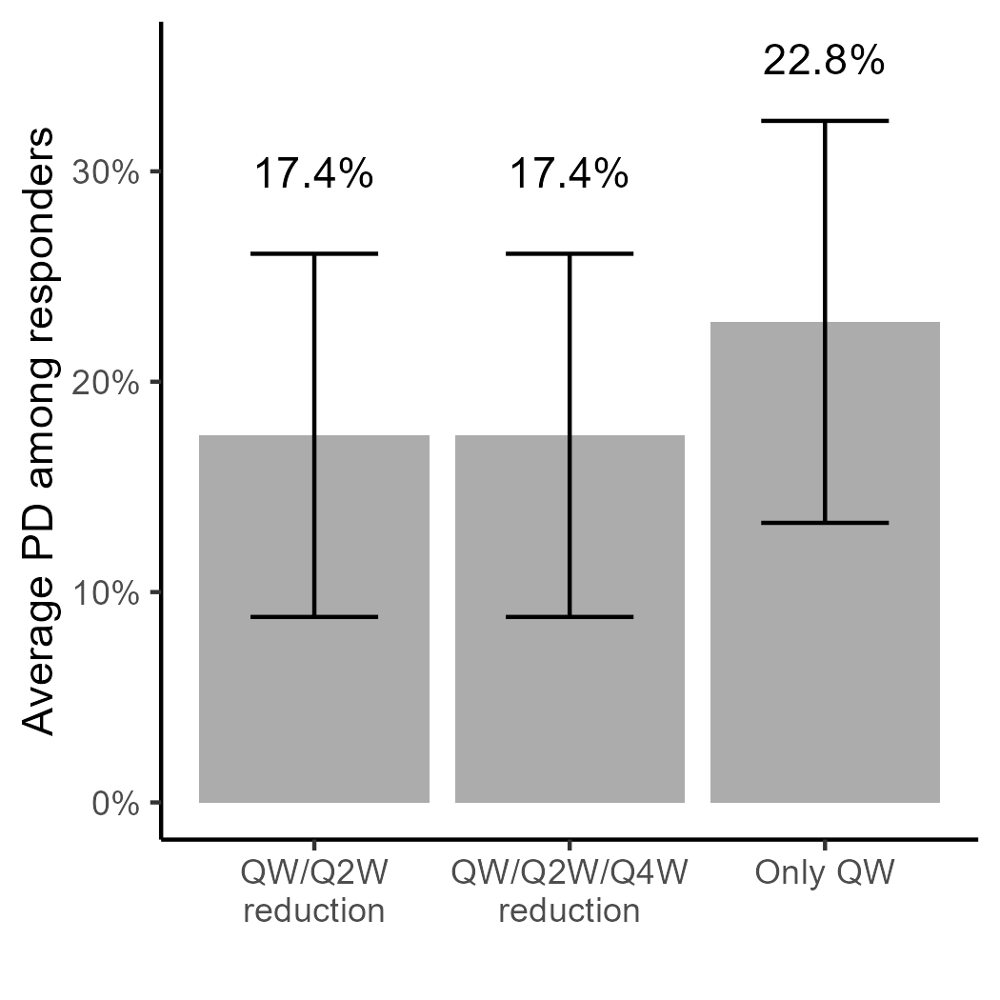 Average PD among responders
30%
20%
10%
0%
17.4%
17.4%
22.8%
QW/Q2W
reduction
QW/Q2W/Q4W
reduction
Only QW